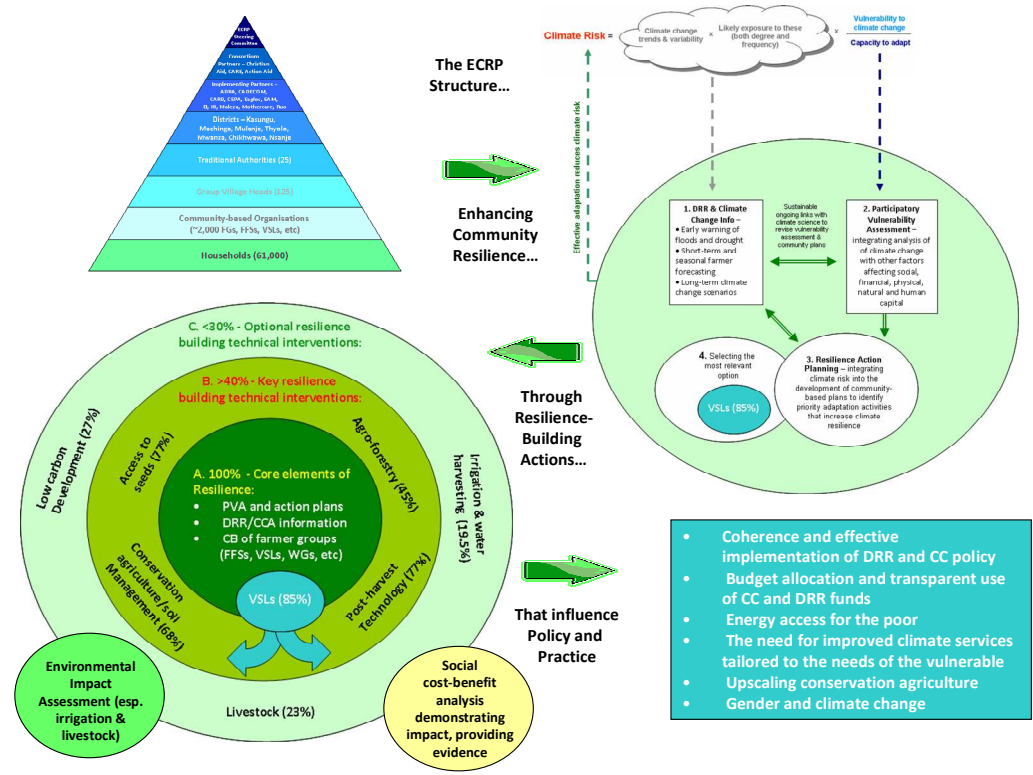 ECRP
Steering
Committee
Consortium
Partners – Christian
Aid, CARE, Action Aid
Implementing Partners –
ADRA, CADECOM,
CARD, CEPA, Eagles, EAM,
Districts – Kasungu,
Machinga, Mulanje, Thyolo,
Mwanza, Chikhwawa, Nsanje
Traditional Authorities (25)
Group Village Heads (125)
Community-based Organisations
(~2,000 FGs, FFSs, VSLs, etc)
Households (61,000)
The ECRP
Structure...
Enhancing
Community
Resilience...
Climate Risk =
Climate change
trends & variability
×
Likely exposure to these
(both degree and
frequency)
×
Vulnerability to
climate change
Capacity to adapt
Effective adaptation reduces climate risk
1. DRR & Climate
Change Info –
• Early warning of
floods and drought
• Short-term and
seasonal farmer
forecasting
• Long-term climate
change scenarios
Sustainable
ongoing links with
climate science to
revise vulnerability
assessment &
community plans
2. Participatory
Vulnerability
Assessment –
integrating analysis of
of climate change
with other factors
affecting social,
financial, physical,
natural and human
capital
4. Selecting the
most relevant
option
VSLs (85%)
3. Resilience Action
Planning – integrating
climate risk into the
development of community-
based plans to identify
priority adaptation activities
that increase climate
resilience
Through
Resilience-
Building
Actions...
C. <30% - Optional resilience
building technical interventions:
B. >40% - Key resilience
building technical interventions:
A. 100% - Core elements of
Resilience:
• PVA and action plans
• DRR/CCA information
• CB of farmer groups
(FFSs, VSLs, WGs, etc)
VSLs (85%)
Low carbon
Development (27%)
Access to
seeds (77%)
Agro-forestry (45%)
Irrigation & water
harvesting (19.5%)
Conservation
agriculture/soil
Management (68%)
Post-harvest
Technology (77%)
Livestock (23%)
Environmental
Impact
Assessment (esp.
irrigation &
livestock)
Social
cost-benefit
analysis
demonstrating
impact, providing
evidence
That influence
Policy and
Practice
• Coherence and effective
implementation of DRR and CC policy
• Budget allocation and transparent use
of CC and DRR funds
• Energy access for the poor
• The need for improved climate services
tailored to the needs of the vulnerable
• Upscaling conservation agriculture
• Gender and climate change